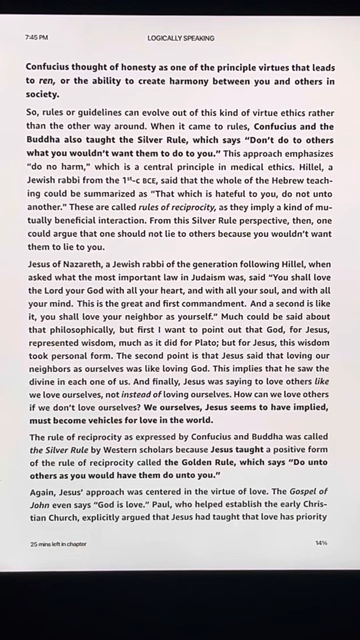 7:45 PM
LOGICALLY SPEAKING
Confucius thought of honesty as one of the principle virtues that leads
to ren, or the ability to create harmony between you and others in
society.
So, rules or guidelines can evolve out of this kind of virtue ethics rather
than the other way around. When it came to rules, Confucius and the
Buddha also taught the Silver Rule, which says “Don’t do to others
what you wouldn’t want them to do to you.” This approach emphasizes
“do no harm,” which is a central principle in medical ethics. Hillel, a
Jewish rabbi from the 1st-c BCE, said that the whole of the Hebrew teach-
ing could be summarized as “That which is hateful to you, do not unto
another.” These are called rules of reciprocity, as they imply a kind of mu-
tually beneficial interaction. From this Silver Rule perspective, then, one
could argue that one should not lie to others because you wouldn’t want
them to lie to you.
Jesus of Nazareth, a Jewish rabbi of the generation following Hillel, when
asked what the most important law in Judaism was, said “You shall love
the Lord your God with all your heart, and with all your soul, and with all
your mind. This is the great and first commandment. And a second is like
it, you shall love your neighbor as yourself.” Much could be said about
that philosophically, but first I want to point out that God, for Jesus,
represented wisdom, much as it did for Plato; but for Jesus, this wisdom
took personal form. The second point is that Jesus said that loving our
neighbors as ourselves was like loving God. This implies that he saw the
divine in each one of us. And finally, Jesus was saying to love others like
we love ourselves, not instead of loving ourselves. How can we love others
if we don’t love ourselves? We ourselves, Jesus seems to have implied,
must become vehicles for love in the world.
The rule of reciprocity as expressed by Confucius and Buddha was called
the Silver Rule by Western scholars because Jesus taught a positive form
of the rule of reciprocity called the Golden Rule, which says “Do unto
others as you would have them do unto you.”
Again, Jesus’ approach was centered in the virtue of love. The Gospel of
John even says “God is love.” Paul, who helped establish the early Chris-
tian Church, explicitly argued that Jesus had taught that love has priority
25 mins left in chapter
14%